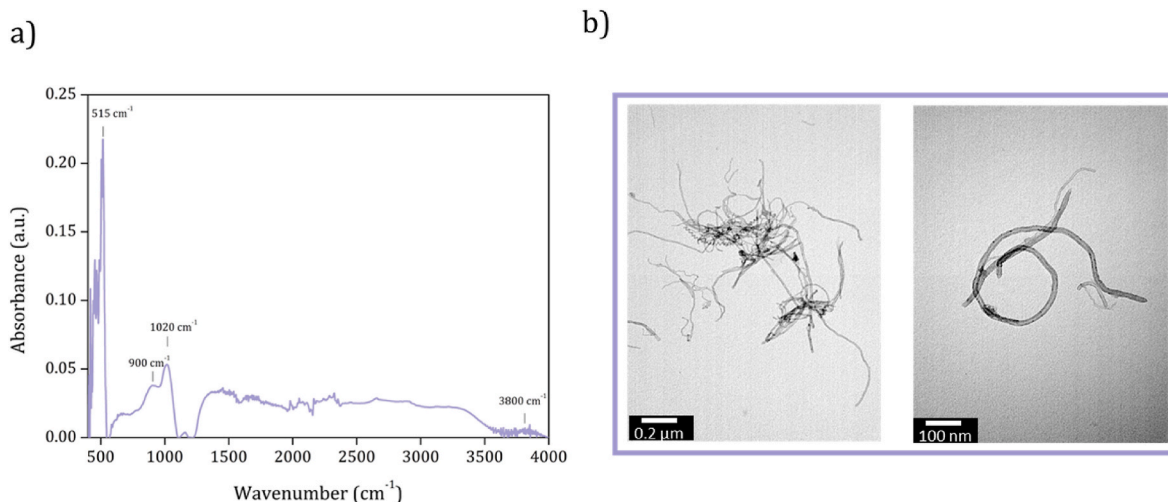 a)
b)
0.25
0.20
0.15
0.10
0.05
0.00
Absorbance (a.u.)
515 cm⁻¹
1020 cm⁻¹
900 cm⁻¹
3800 cm⁻¹
500 1000 1500 2000 2500 3000 3500 4000
Wavenumber (cm⁻¹)
0.2 µm
100 nm